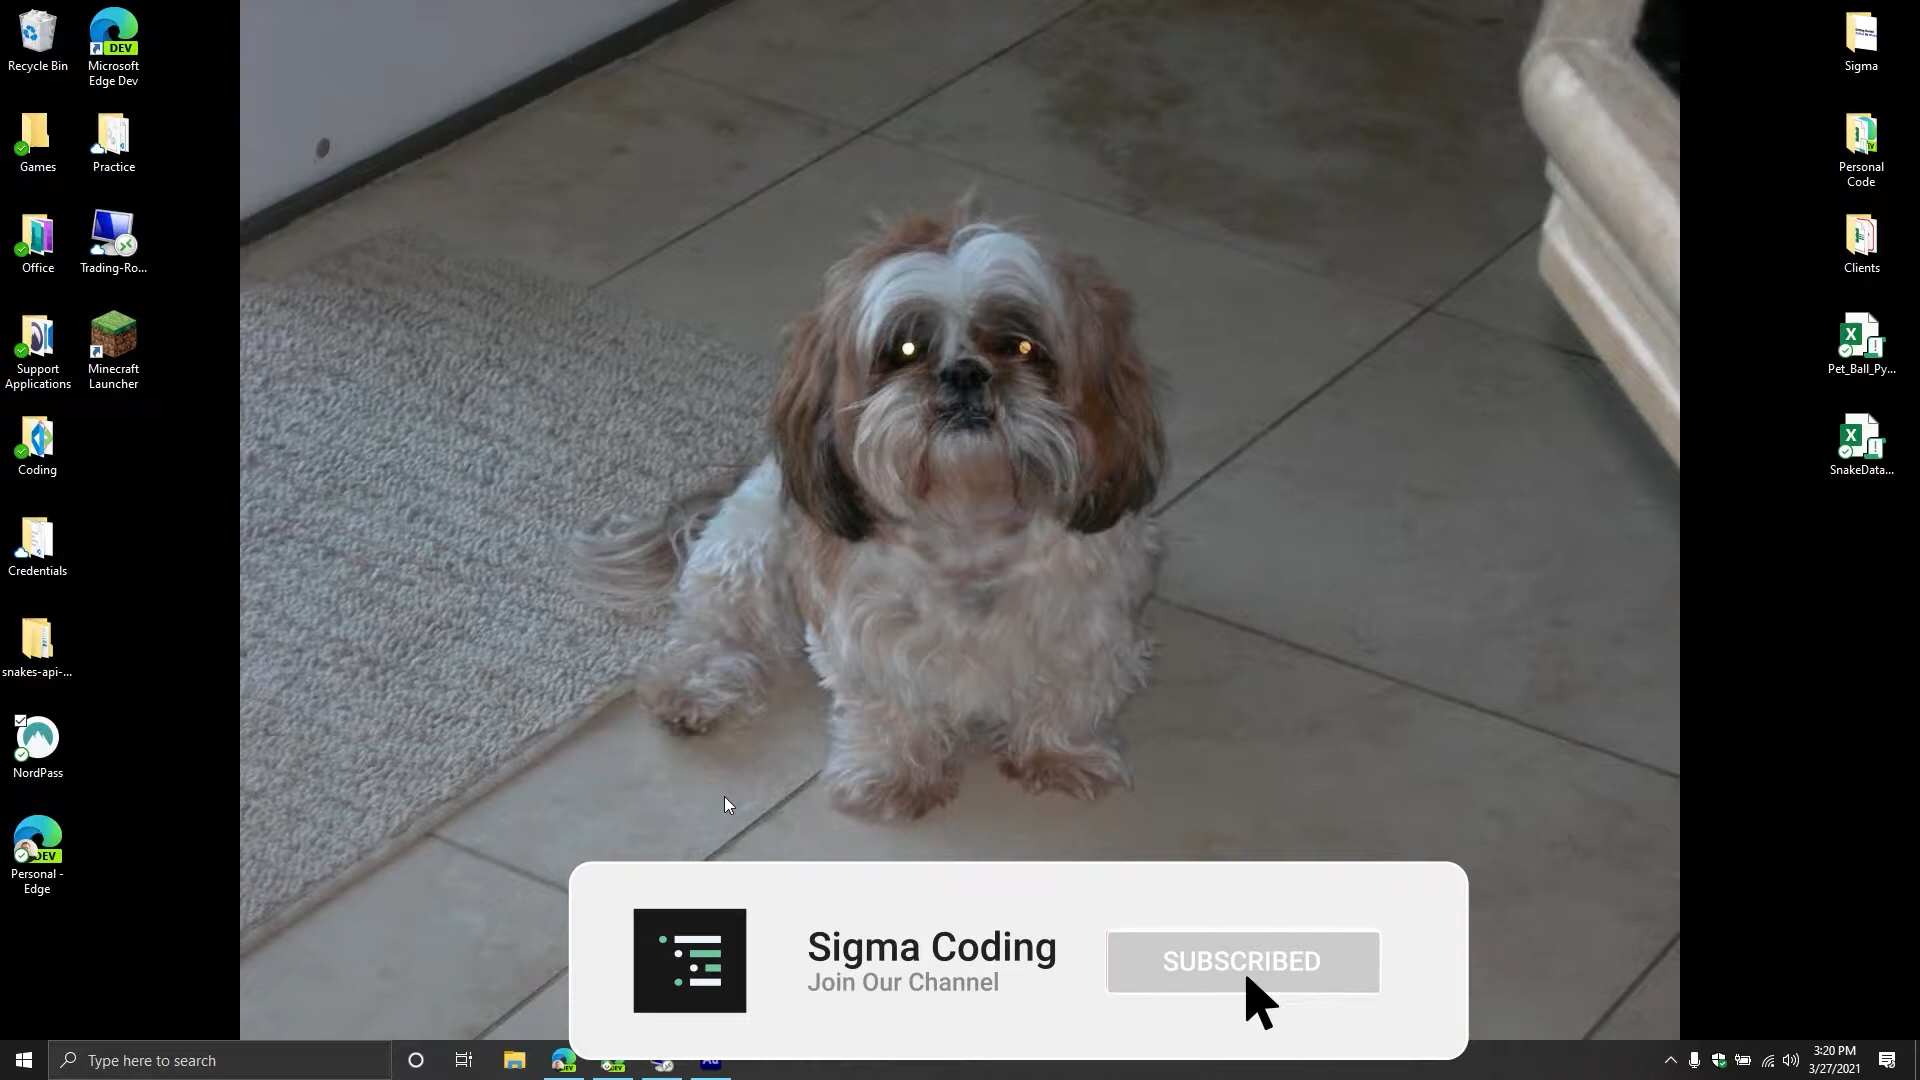 Recycle Bin
Microsoft
Edge Dev
DEV
Games
Practice
Office
Trading-Ro...
Support
Applications
Minecraft
Launcher
Coding
Credentials
snakes-api-...
NordPass
DEV
Personal -
Edge
Sigma
Personal
Code
Clients
Pet_Ball_Py...
SnakeData...
Sigma Coding
Join Our Channel
SUBSCRIBED
Type here to search
3:20 PM
3/27/2021